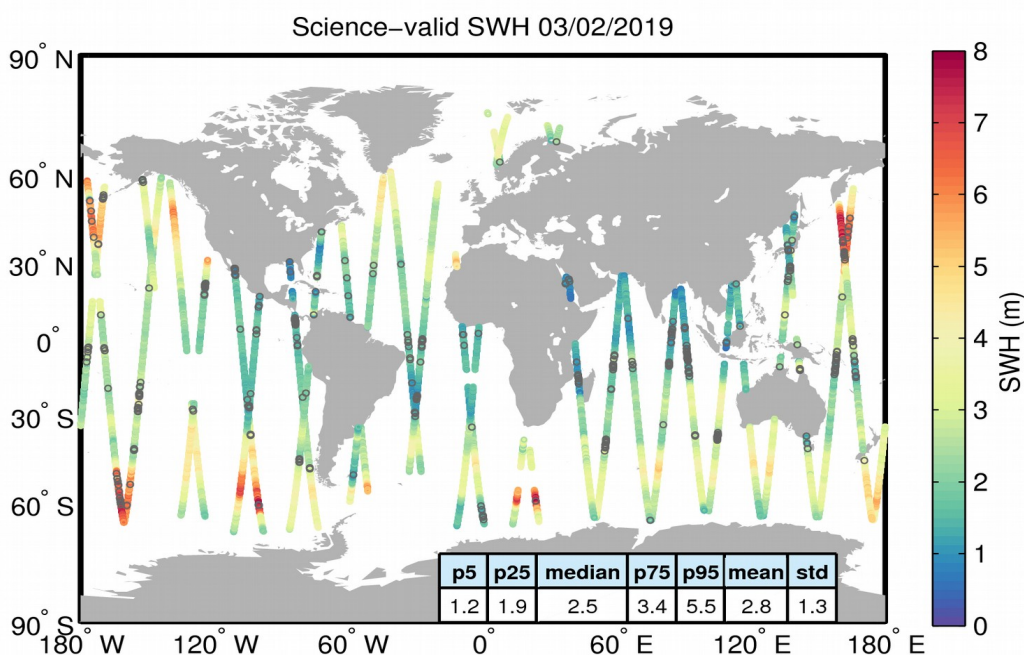 Science–valid SWH 03/02/2019
90° N
60° N
30° N
0°
30° S
60° S
90° S
180° W
120° W
60° W
0°
60° E
120° E
180° E
p5 p25 median p75 p95 mean std
1.2 1.9 2.5 3.4 5.5 2.8 1.3
8
7
6
5
4
3
2
1
0
SWH (m)